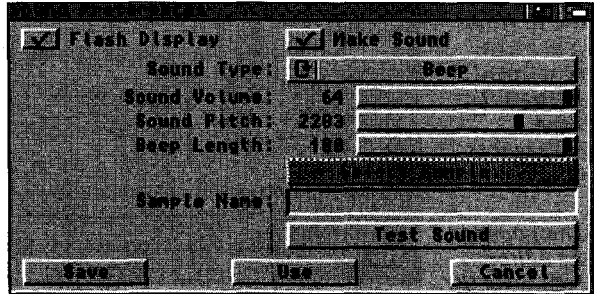 Flash Display
Make Sound
Sound Type: Beep
Sound Volume: 64
Sound Pitch: 2203
Beep Length: 100
Sample Name:
Test Sound
Save Use Cancel